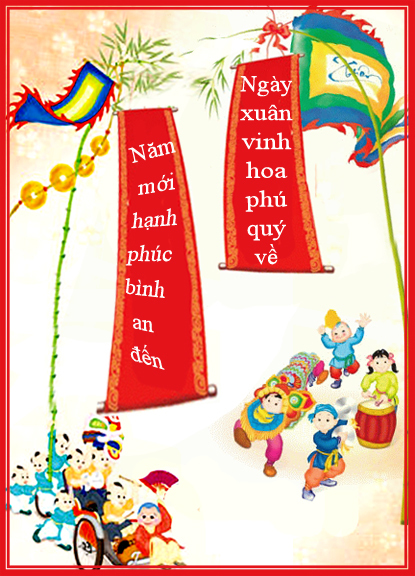 Năm
mới
hạnh
phúc
bình
an
đến
Ngày
xuân
vinh
hoa
phú
quý
về